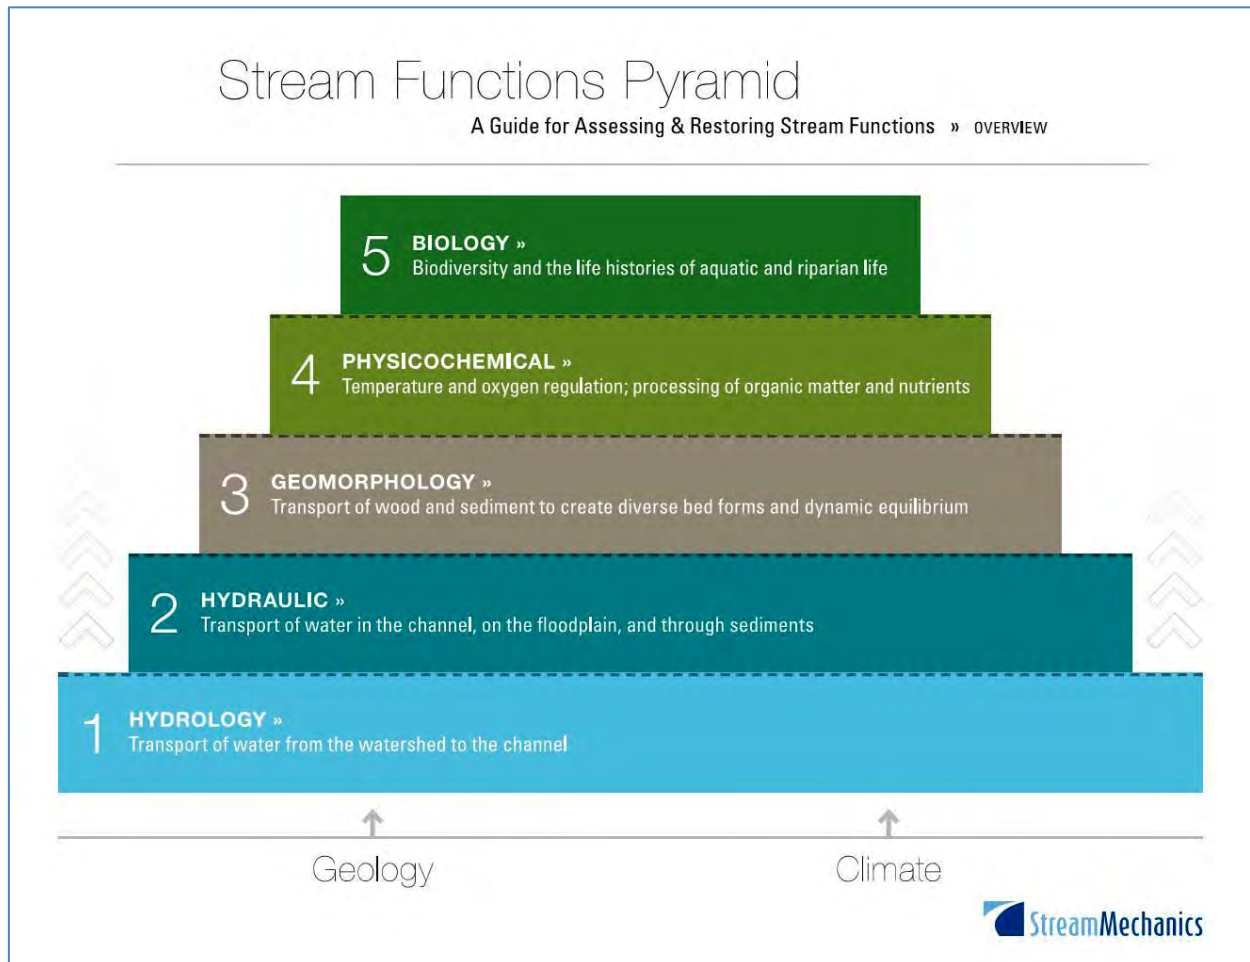 Stream Functions Pyramid
A Guide for Assessing & Restoring Stream Functions » OVERVIEW
5 BIOLOGY »
Biodiversity and the life histories of aquatic and riparian life
4 PHYSICOCHEMICAL »
Temperature and oxygen regulation; processing of organic matter and nutrients
3 GEOMORPHOLOGY »
Transport of wood and sediment to create diverse bed forms and dynamic equilibrium
2 HYDRAULIC »
Transport of water in the channel, on the floodplain, and through sediments
1 HYDROLOGY »
Transport of water from the watershed to the channel
Geology Climate
StreamMechanics